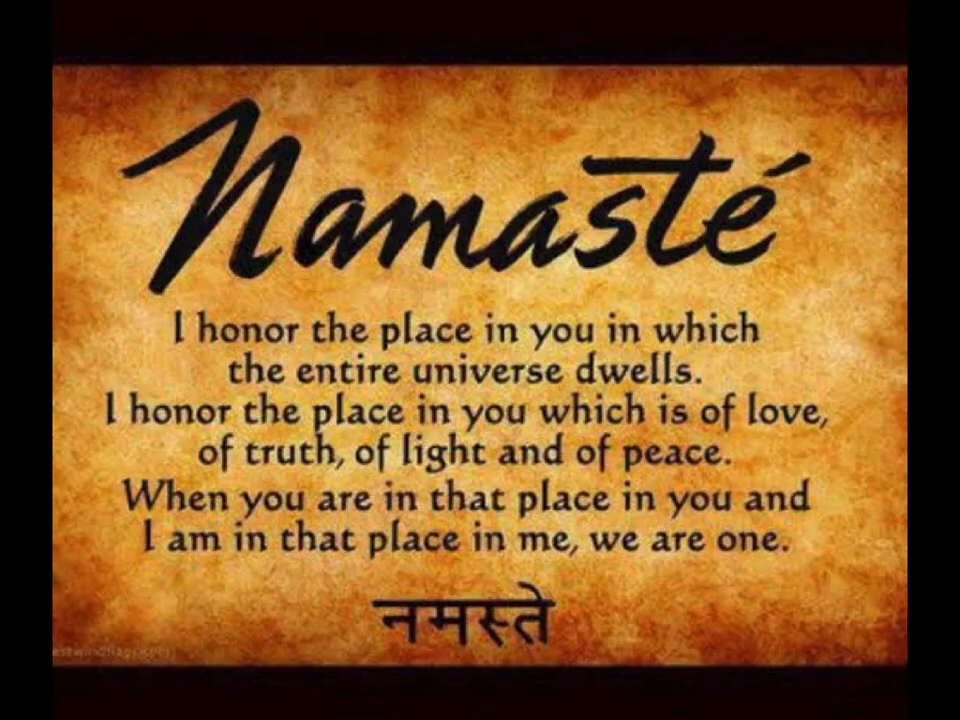 Namasté
I honor the place in you in which
the entire universe dwells.
I honor the place in you which is of love,
of truth, of light and of peace.
When you are in that place in you and
I am in that place in me, we are one.
नमस्ते